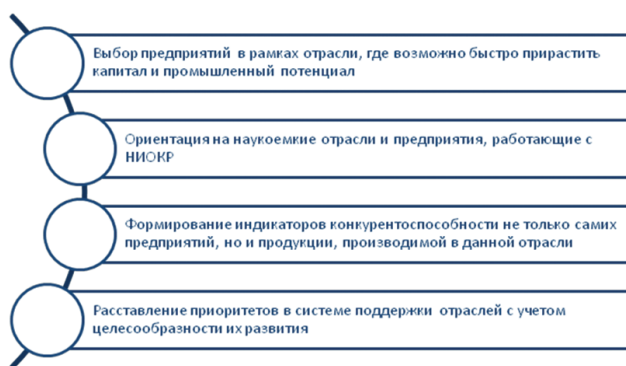 Выбор предприятий в рамках отрасли, где возможно быстро прирастить
капитал и промышленный потенциал
Ориентация на наукоемкие отрасли и предприятия, работающие с
НИОКР
Формирование индикаторов конкурентоспособности не только самих
предприятий, но и продукции, производимой в данной отрасли
Расставление приоритетов в системе поддержки отраслей с учетом
целесообразности их развития